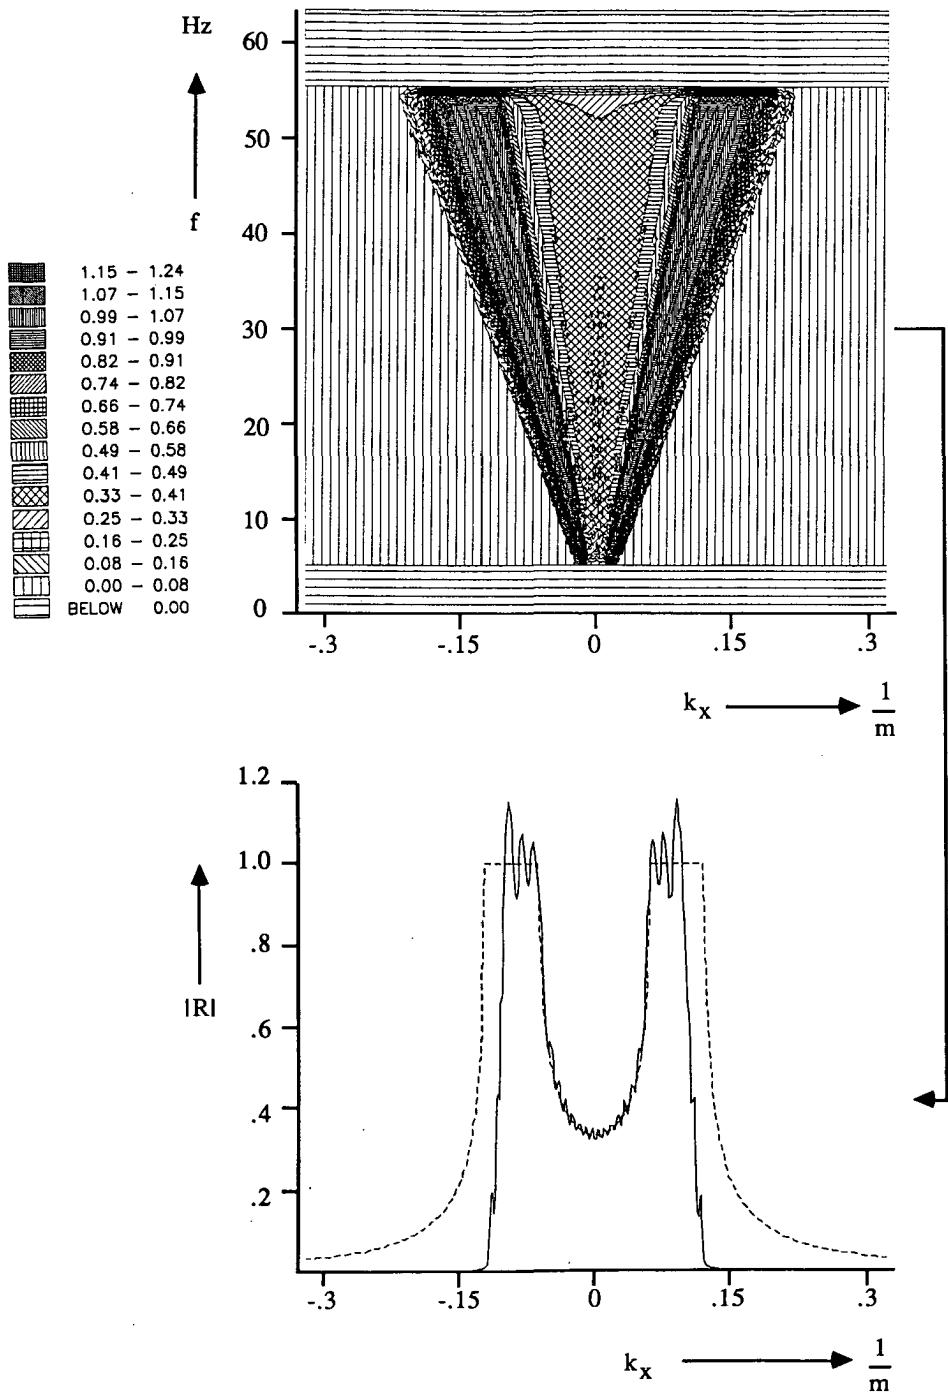 Hz
60
50
f
40
30
20
10
0
1.15 – 1.24
1.07 – 1.15
0.99 – 1.07
0.91 – 0.99
0.82 – 0.91
0.74 – 0.82
0.66 – 0.74
0.58 – 0.66
0.49 – 0.58
0.41 – 0.49
0.33 – 0.41
0.25 – 0.33
0.16 – 0.25
0.08 – 0.16
0.00 – 0.08
BELOW 0.00
-.3 -.15 0 .15 .3
kx 1/m
1.2
1.0
.8
|R|
.6
.4
.2
-.3 -.15 0 .15 .3
kx 1/m